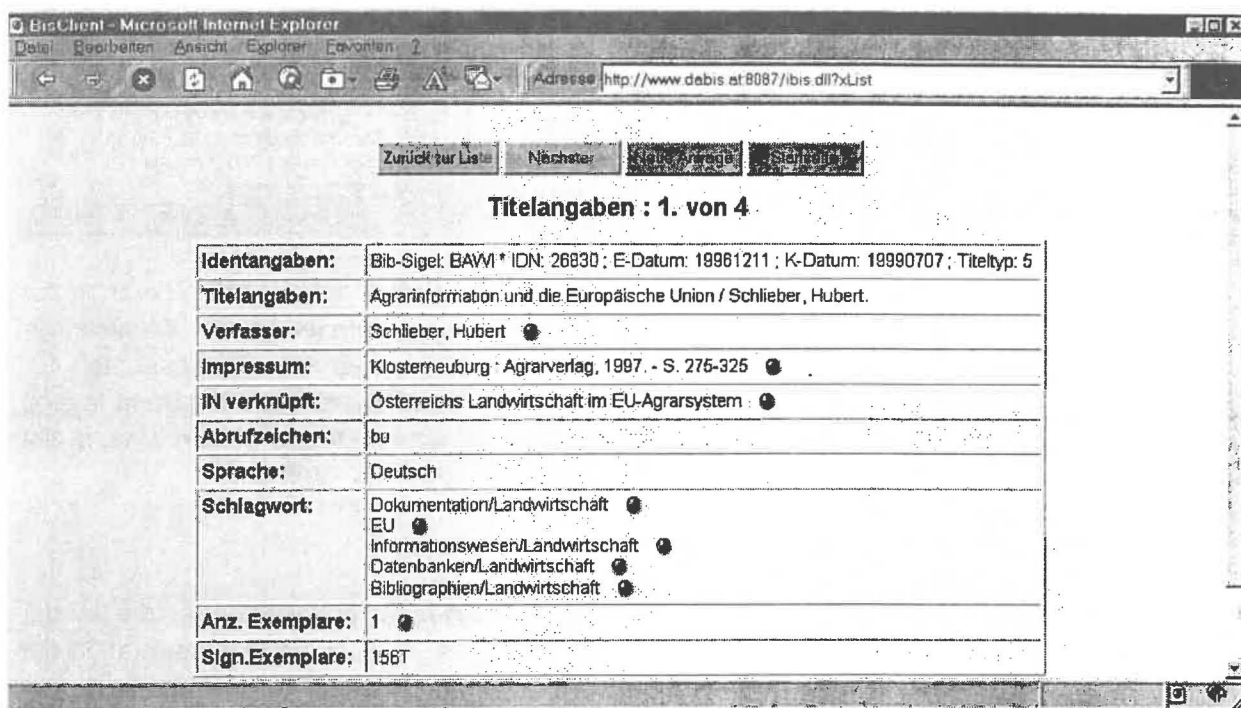 BisClient - Microsoft Internet Explorer
Datei Bearbeiten Ansicht Explorer Favoriten ?
Adresse http://www.dabis.at:8087/ibis.dll?xList
Zurück zur Liste Nächster Neue Anfrage Startseite
Titelangaben : 1. von 4
Identangaben: Bib-Sigel: BAWI * IDN: 26830 ; E-Datum: 19961211 ; K-Datum: 19990707 ; Titeltyp: 5
Titelangaben: Agrarinformation und die Europäische Union / Schlieber, Hubert.
Verfasser: Schlieber, Hubert
Impressum: Klosterneuburg : Agrarverlag, 1997. - S. 275-325
IN verknüpft: Österreichs Landwirtschaft im EU-Agrarsystem
Abrufzeichen: bu
Sprache: Deutsch
Schlagwort: Dokumentation/Landwirtschaft
EU
Informationswesen/Landwirtschaft
Datenbanken/Landwirtschaft
Bibliographien/Landwirtschaft
Anz. Exemplare: 1
Sign.Exemplare: 156T